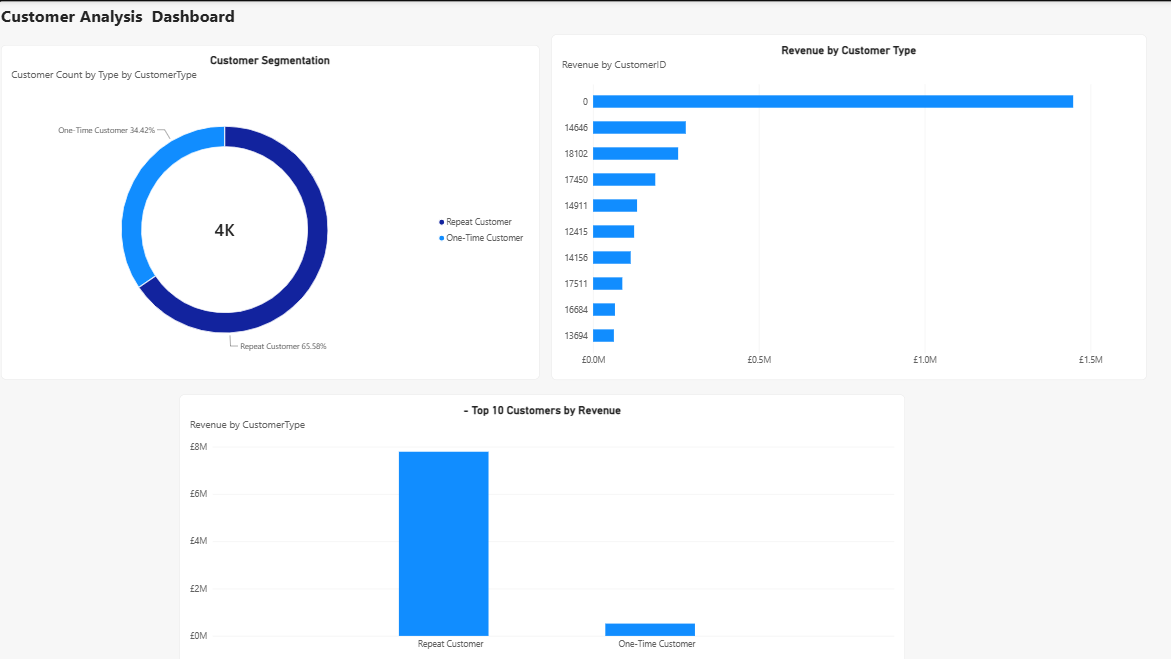 Customer Analysis  Dashboard
Customer Segmentation
Customer Count by Type by CustomerType
One-Time Customer 34.42%
4K
Repeat Customer
One-Time Customer
Repeat Customer 65.58%
Revenue by Customer Type
Revenue by CustomerID
0
14646
18102
17450
14911
12415
14156
17511
16684
13694
£0.0M £0.5M £1.0M £1.5M
- Top 10 Customers by Revenue
Revenue by CustomerType
£8M
£6M
£4M
£2M
£0M
Repeat Customer One-Time Customer